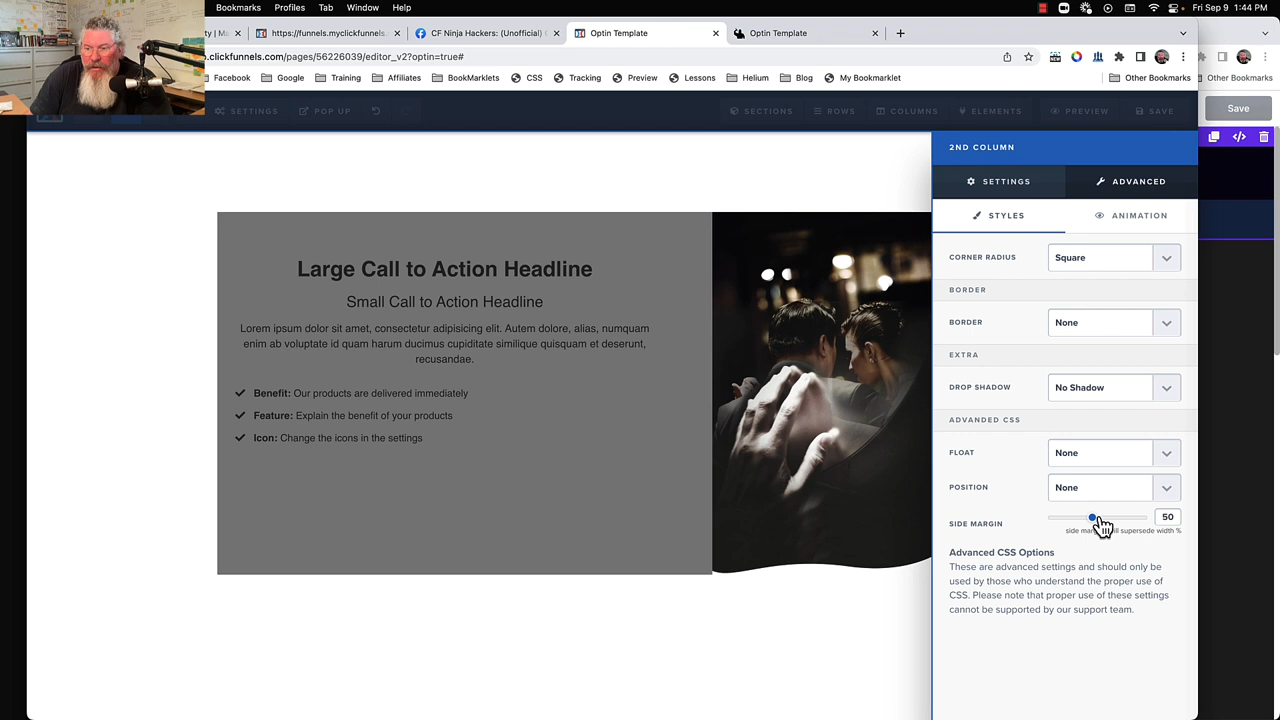 Bookmarks Profiles Tab Window Help
Fri Sep 9 1:44 PM
https://funnels.myclickfunnels.c
CF Ninja Hackers: (Unofficial) (
Optin Template
Optin Template
.clickfunnels.com/pages/56226039/editor_v2?optin=true#
Facebook Google Training Affiliates BookMarklets CSS Tracking Preview Lessons Helium Blog My Bookmarklet Other Bookmarks
Other Bookmarks
SETTINGS POP UP SECTIONS ROWS COLUMNS ELEMENTS PREVIEW SAVE
Save
2ND COLUMN
SETTINGS ADVANCED
STYLES ANIMATION
CORNER RADIUS Square
BORDER
BORDER None
EXTRA
DROP SHADOW No Shadow
ADVANDED CSS
FLOAT None
POSITION None
SIDE MARGIN 50
side supersede width %
Advanced CSS Options
These are advanced settings and should only be
used by those who understand the proper use of
CSS. Please note that proper use of these settings
cannot be supported by our support team.
Large Call to Action Headline
Small Call to Action Headline
Lorem ipsum dolor sit amet, consectetur adipisicing elit. Autem dolore, alias, numquam
enim ab voluptate id quam harum ducimus cupiditate similique quisquam et deserunt,
recusandae.
Benefit: Our products are delivered immediately
Feature: Explain the benefit of your products
Icon: Change the icons in the settings